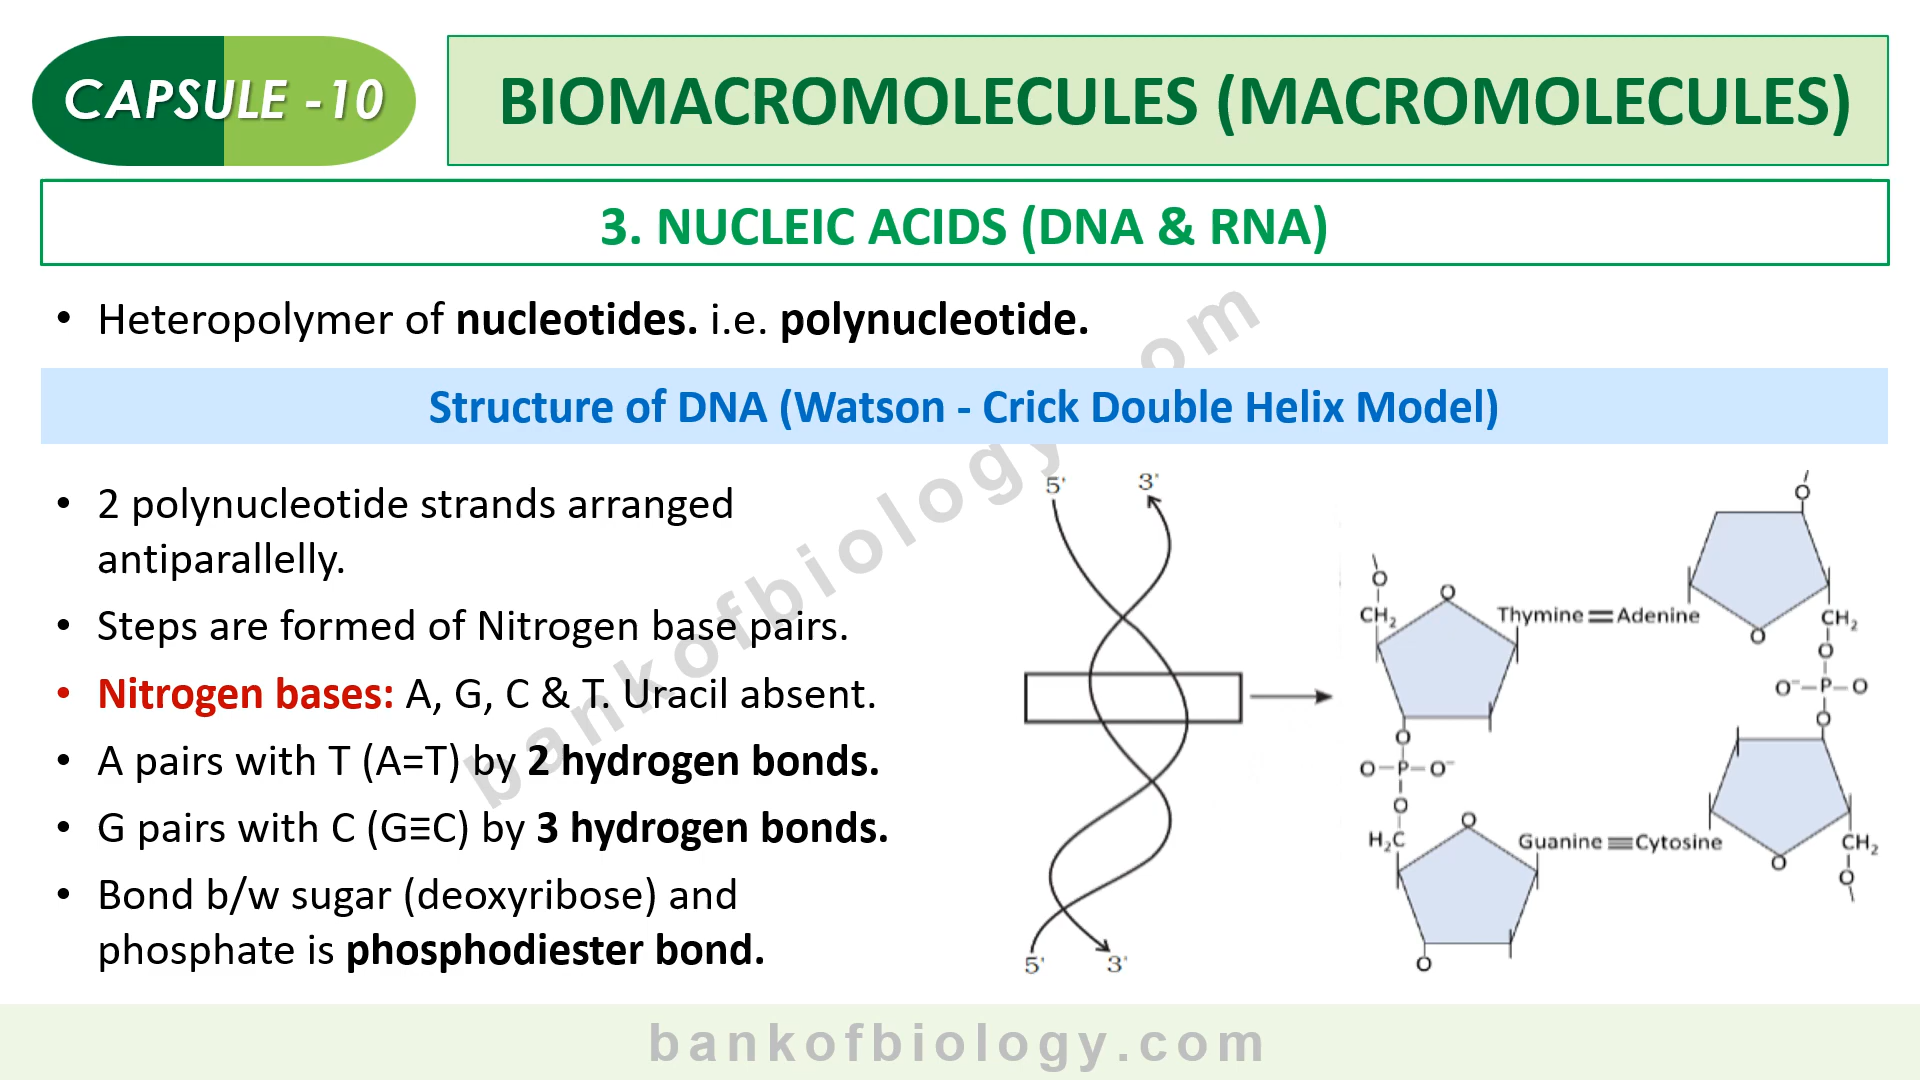 CAPSULE -10
BIOMACROMOLECULES (MACROMOLECULES)
3. NUCLEIC ACIDS (DNA & RNA)
• Heteropolymer of nucleotides. i.e. polynucleotide.
Structure of DNA (Watson - Crick Double Helix Model)
• 2 polynucleotide strands arranged
antiparallelly.
• Steps are formed of Nitrogen base pairs.
• Nitrogen bases: A, G, C & T. Uracil absent.
• A pairs with T (A=T) by 2 hydrogen bonds.
• G pairs with C (G≡C) by 3 hydrogen bonds.
• Bond b/w sugar (deoxyribose) and
phosphate is phosphodiester bond.
5' 3'
5' 3'
O
CH₂
O
Thymine＝Adenine
O
O
CH₂
O
O⁻–P–O
O
O
O–P–O⁻
O
H₂C
O
Guanine≡Cytosine
O
CH₂
O
O
bankofbiology.com
bankofbiology.com